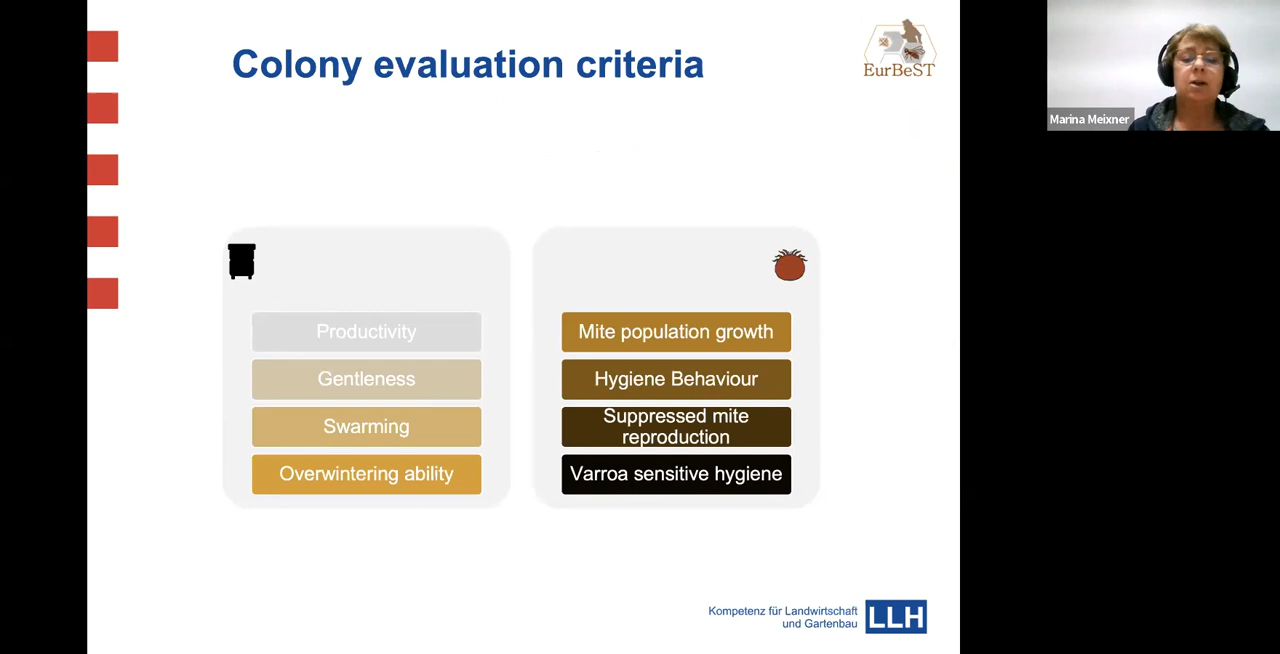 Colony evaluation criteria
EurBeST
Marina Meixner
Productivity
Gentleness
Swarming
Overwintering ability
Mite population growth
Hygiene Behaviour
Suppressed mite
reproduction
Varroa sensitive hygiene
Kompetenz für Landwirtschaft
und Gartenbau
LLH